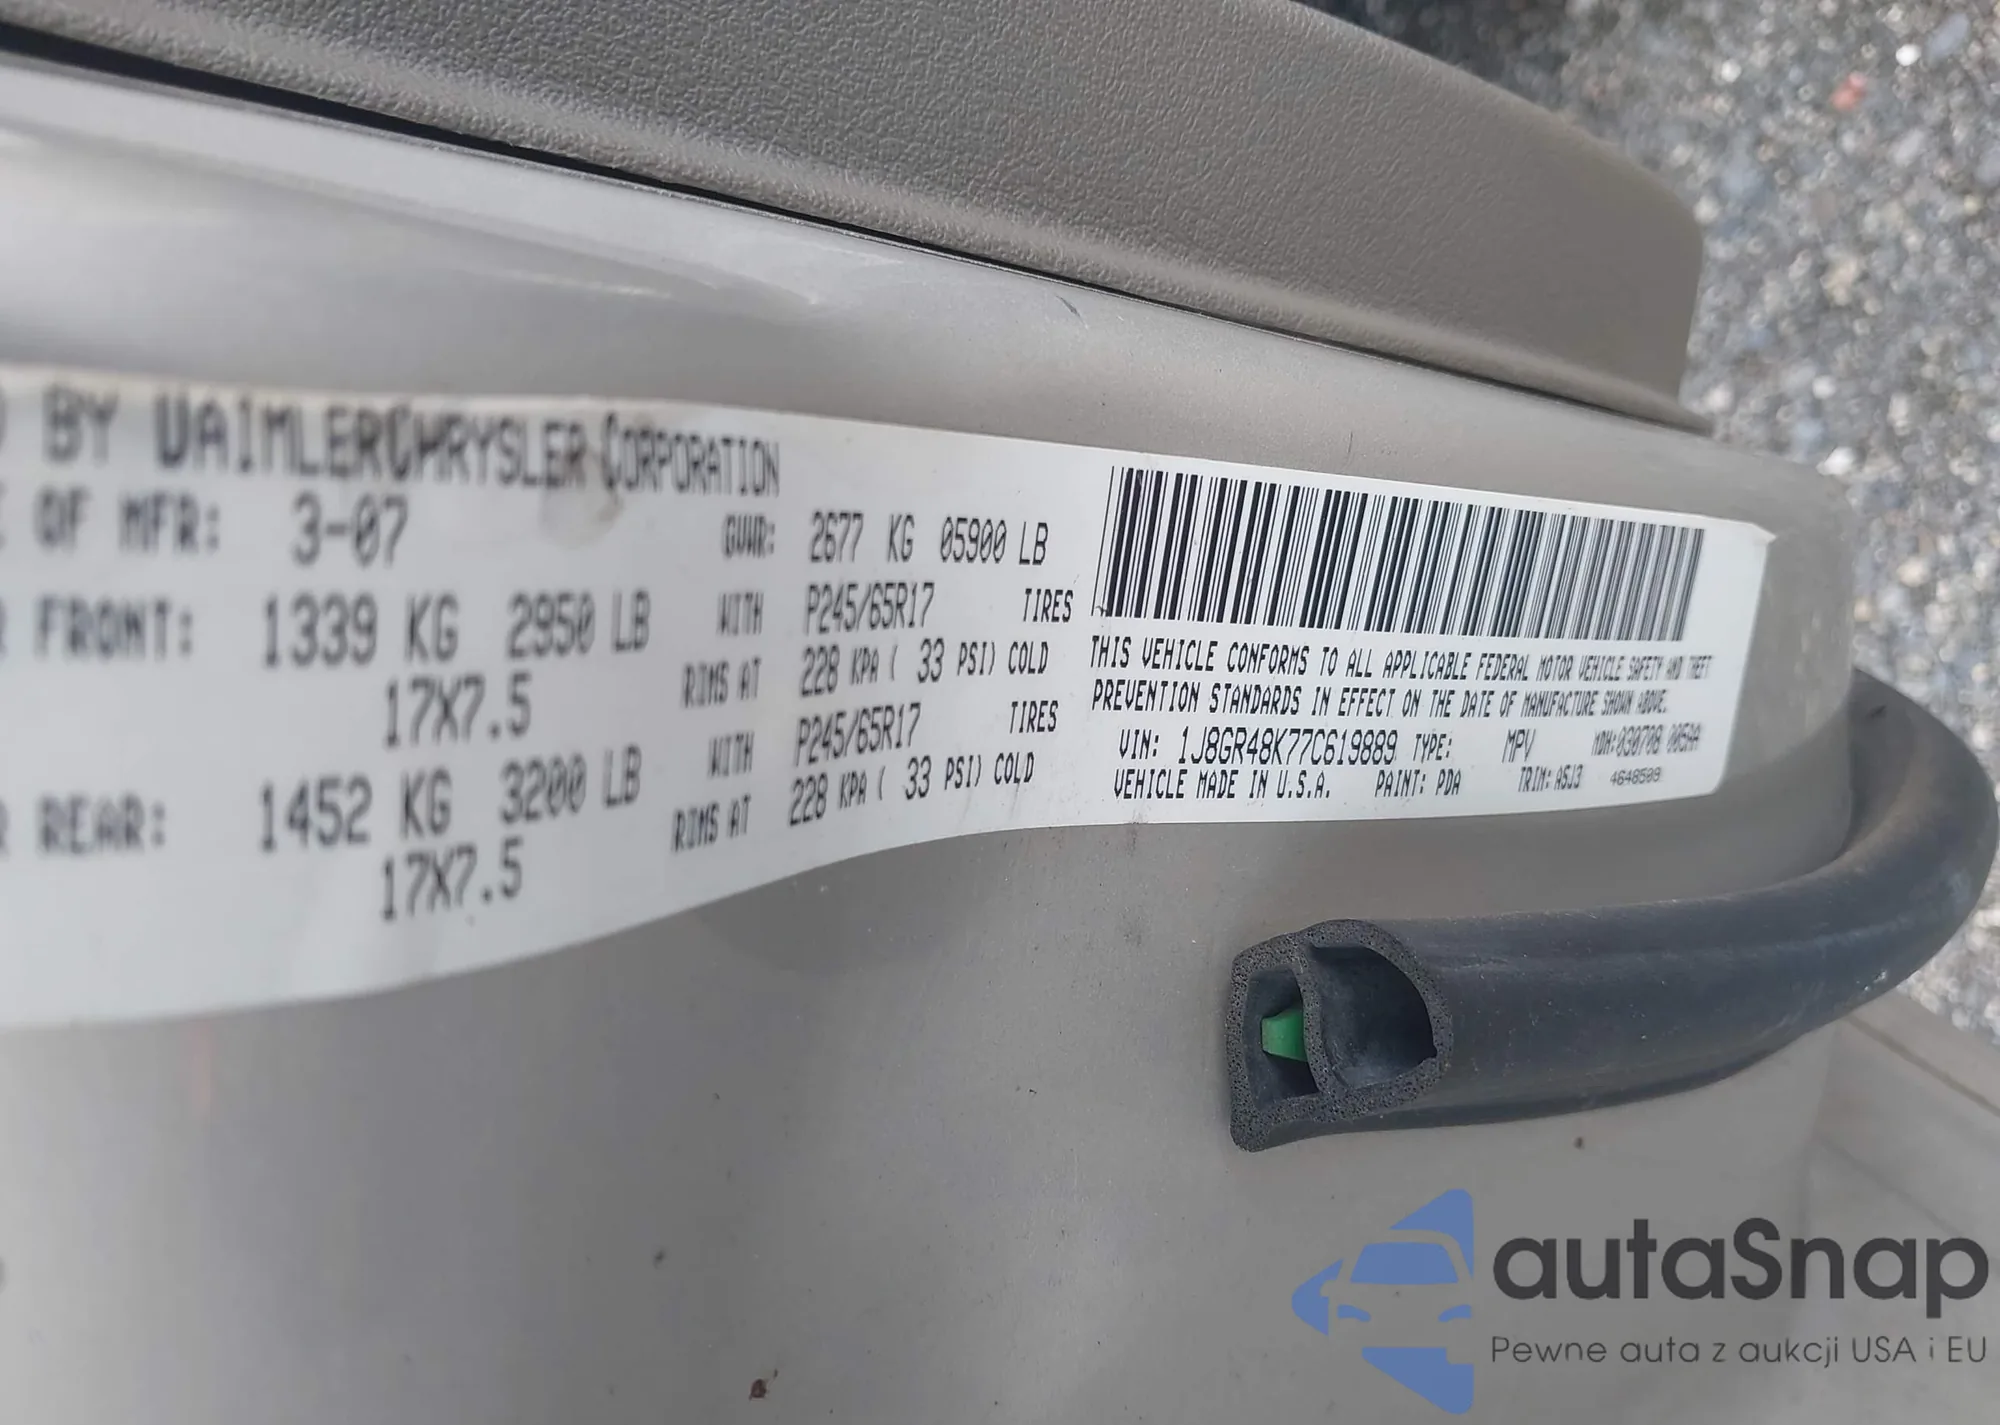 BY DAIMLERCHRYSLER CORPORATION
OF MFR: 3-07 GVWR: 2677 KG 05900 LB
FRONT: 1339 KG 2950 LB WITH P245/65R17 TIRES
17X7.5 RIMS AT 228 KPA ( 33 PSI) COLD
REAR: 1452 KG 3200 LB WITH P245/65R17 TIRES
17X7.5 RIMS AT 228 KPA ( 33 PSI) COLD
THIS VEHICLE CONFORMS TO ALL APPLICABLE FEDERAL MOTOR VEHICLE SAFETY AND THEFT
PREVENTION STANDARDS IN EFFECT ON THE DATE OF MANUFACTURE SHOWN ABOVE.
VIN: 1J8GR48K77C619889 TYPE: MPV MDH:030708 005AA
VEHICLE MADE IN U.S.A. PAINT: PDA TRIM: A5J3 4648509
autaSnap
Pewne auta z aukcji USA i EU